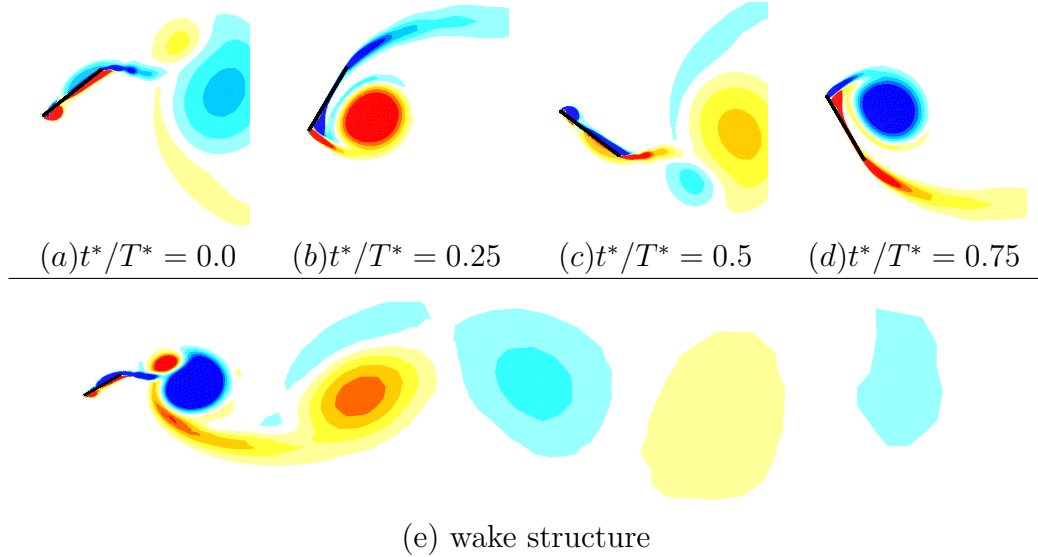 (a)t*/T* = 0.0 (b)t*/T* = 0.25 (c)t*/T* = 0.5 (d)t*/T* = 0.75
(e) wake structure